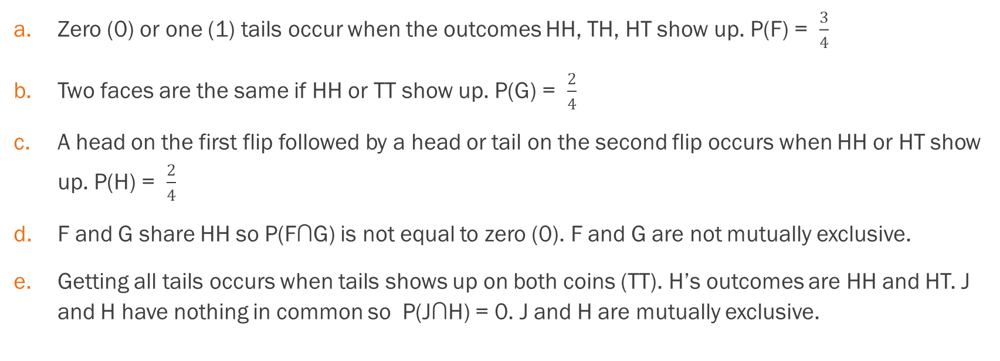 a. Zero (0) or one (1) tails occur when the outcomes HH, TH, HT show up. P(F) = 3/4
b. Two faces are the same if HH or TT show up. P(G) = 2/4
c. A head on the first flip followed by a head or tail on the second flip occurs when HH or HT show
up. P(H) = 2/4
d. F and G share HH so P(F∩G) is not equal to zero (0). F and G are not mutually exclusive.
e. Getting all tails occurs when tails shows up on both coins (TT). H’s outcomes are HH and HT. J
and H have nothing in common so P(J∩H) = 0. J and H are mutually exclusive.